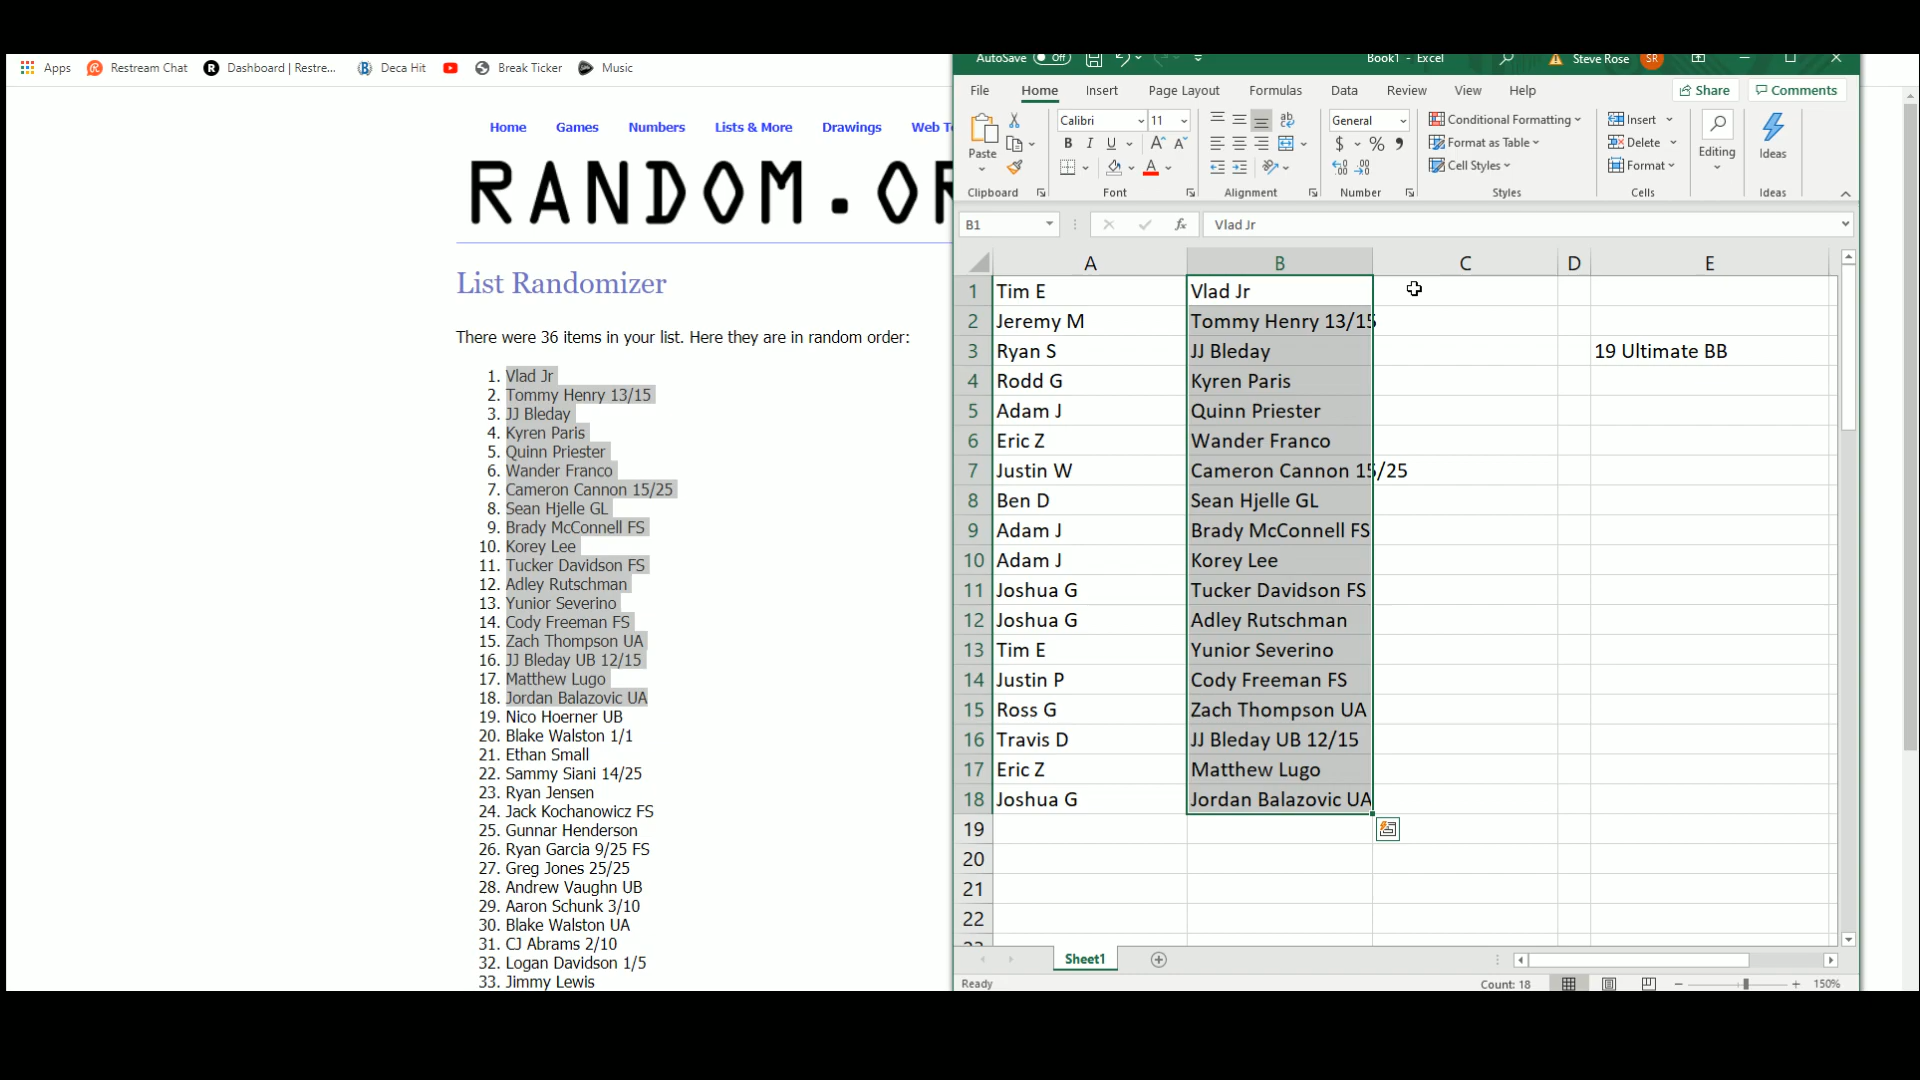 Apps Restream Chat Dashboard | Restre... Deca Hit Break Ticker Music
Home Games Numbers Lists & More Drawings Web
RANDOM.OR
List Randomizer
There were 36 items in your list. Here they are in random order:
1. Vlad Jr
2. Tommy Henry 13/15
3. JJ Bleday
4. Kyren Paris
5. Quinn Priester
6. Wander Franco
7. Cameron Cannon 15/25
8. Sean Hjelle GL
9. Brady McConnell FS
10. Korey Lee
11. Tucker Davidson FS
12. Adley Rutschman
13. Yunior Severino
14. Cody Freeman FS
15. Zach Thompson UA
16. JJ Bleday UB 12/15
17. Matthew Lugo
18. Jordan Balazovic UA
19. Nico Hoerner UB
20. Blake Walston 1/1
21. Ethan Small
22. Sammy Siani 14/25
23. Ryan Jensen
24. Jack Kochanowicz FS
25. Gunnar Henderson
26. Ryan Garcia 9/25 FS
27. Greg Jones 25/25
28. Andrew Vaughn UB
29. Aaron Schunk 3/10
30. Blake Walston UA
31. CJ Abrams 2/10
32. Logan Davidson 1/5
33. Jimmy Lewis
AutoSave Off Book1 - Excel Steve Rose SR
File Home Insert Page Layout Formulas Data Review View Help Share Comments
Paste Calibri 11 General Conditional Formatting Insert Editing Ideas
B I U $ % Format as Table Delete
Cell Styles Format
Clipboard Font Alignment Number Styles Cells Ideas
B1 fx Vlad Jr
A B C D E
1 Tim E Vlad Jr
2 Jeremy M Tommy Henry 13/15
3 Ryan S JJ Bleday 19 Ultimate BB
4 Rodd G Kyren Paris
5 Adam J Quinn Priester
6 Eric Z Wander Franco
7 Justin W Cameron Cannon 15/25
8 Ben D Sean Hjelle GL
9 Adam J Brady McConnell FS
10 Adam J Korey Lee
11 Joshua G Tucker Davidson FS
12 Joshua G Adley Rutschman
13 Tim E Yunior Severino
14 Justin P Cody Freeman FS
15 Ross G Zach Thompson UA
16 Travis D JJ Bleday UB 12/15
17 Eric Z Matthew Lugo
18 Joshua G Jordan Balazovic UA
19
20
21
22
Sheet1
Ready Count: 18 150%